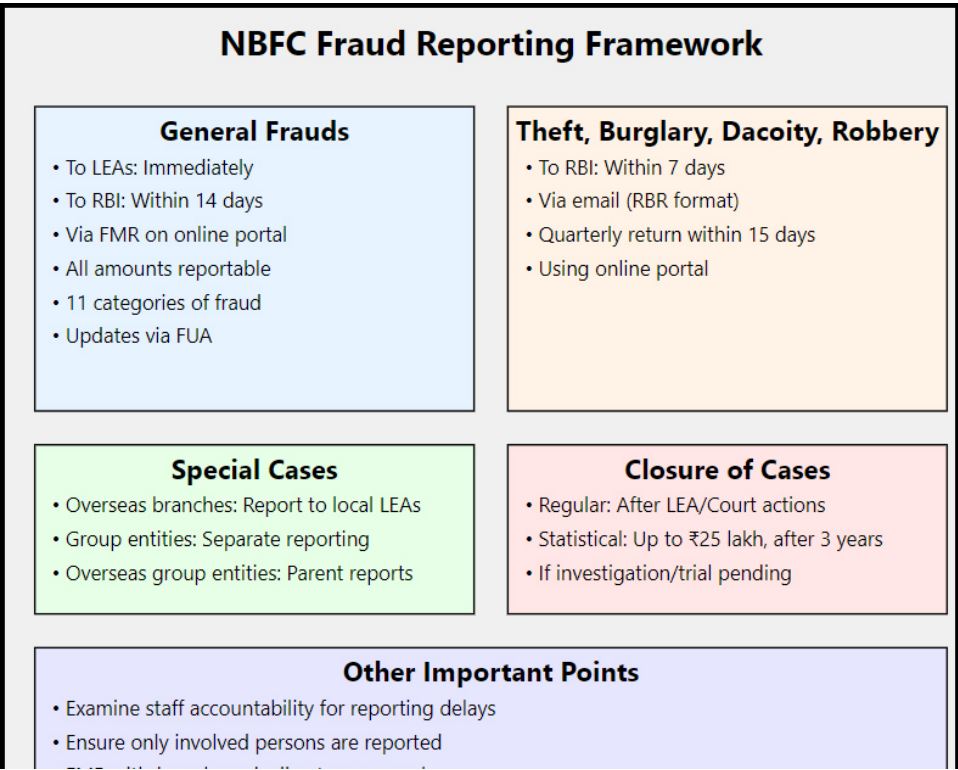 NBFC Fraud Reporting Framework
General Frauds
• To LEAs: Immediately
• To RBI: Within 14 days
• Via FMR on online portal
• All amounts reportable
• 11 categories of fraud
• Updates via FUA
Theft, Burglary, Dacoity, Robbery
• To RBI: Within 7 days
• Via email (RBR format)
• Quarterly return within 15 days
• Using online portal
Special Cases
• Overseas branches: Report to local LEAs
• Group entities: Separate reporting
• Overseas group entities: Parent reports
Closure of Cases
• Regular: After LEA/Court actions
• Statistical: Up to ₹25 lakh, after 3 years
• If investigation/trial pending
Other Important Points
• Examine staff accountability for reporting delays
• Ensure only involved persons are reported